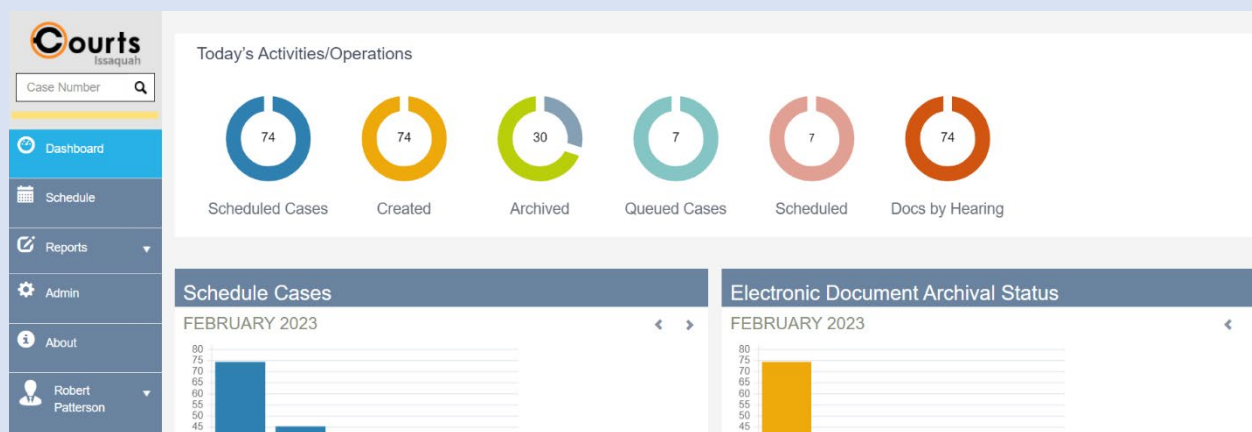 Courts
Issaquah
Case Number
Dashboard
Schedule
Reports
Admin
About
Robert
Patterson
Today's Activities/Operations
74
74
30
7
7
74
Scheduled Cases
Created
Archived
Queued Cases
Scheduled
Docs by Hearing
Schedule Cases
FEBRUARY 2023
80
75
70
65
60
55
50
45
Electronic Document Archival Status
FEBRUARY 2023
80
75
70
65
60
55
50
45